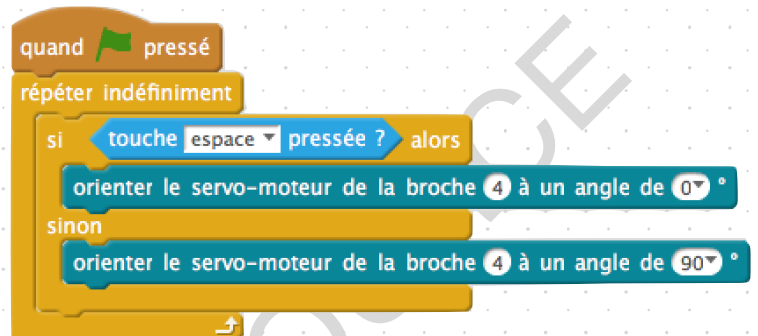 quand pressé
répéter indéfiniment
si touche espace pressée ? alors
orienter le servo-moteur de la broche 4 à un angle de 0 °
sinon
orienter le servo-moteur de la broche 4 à un angle de 90 °